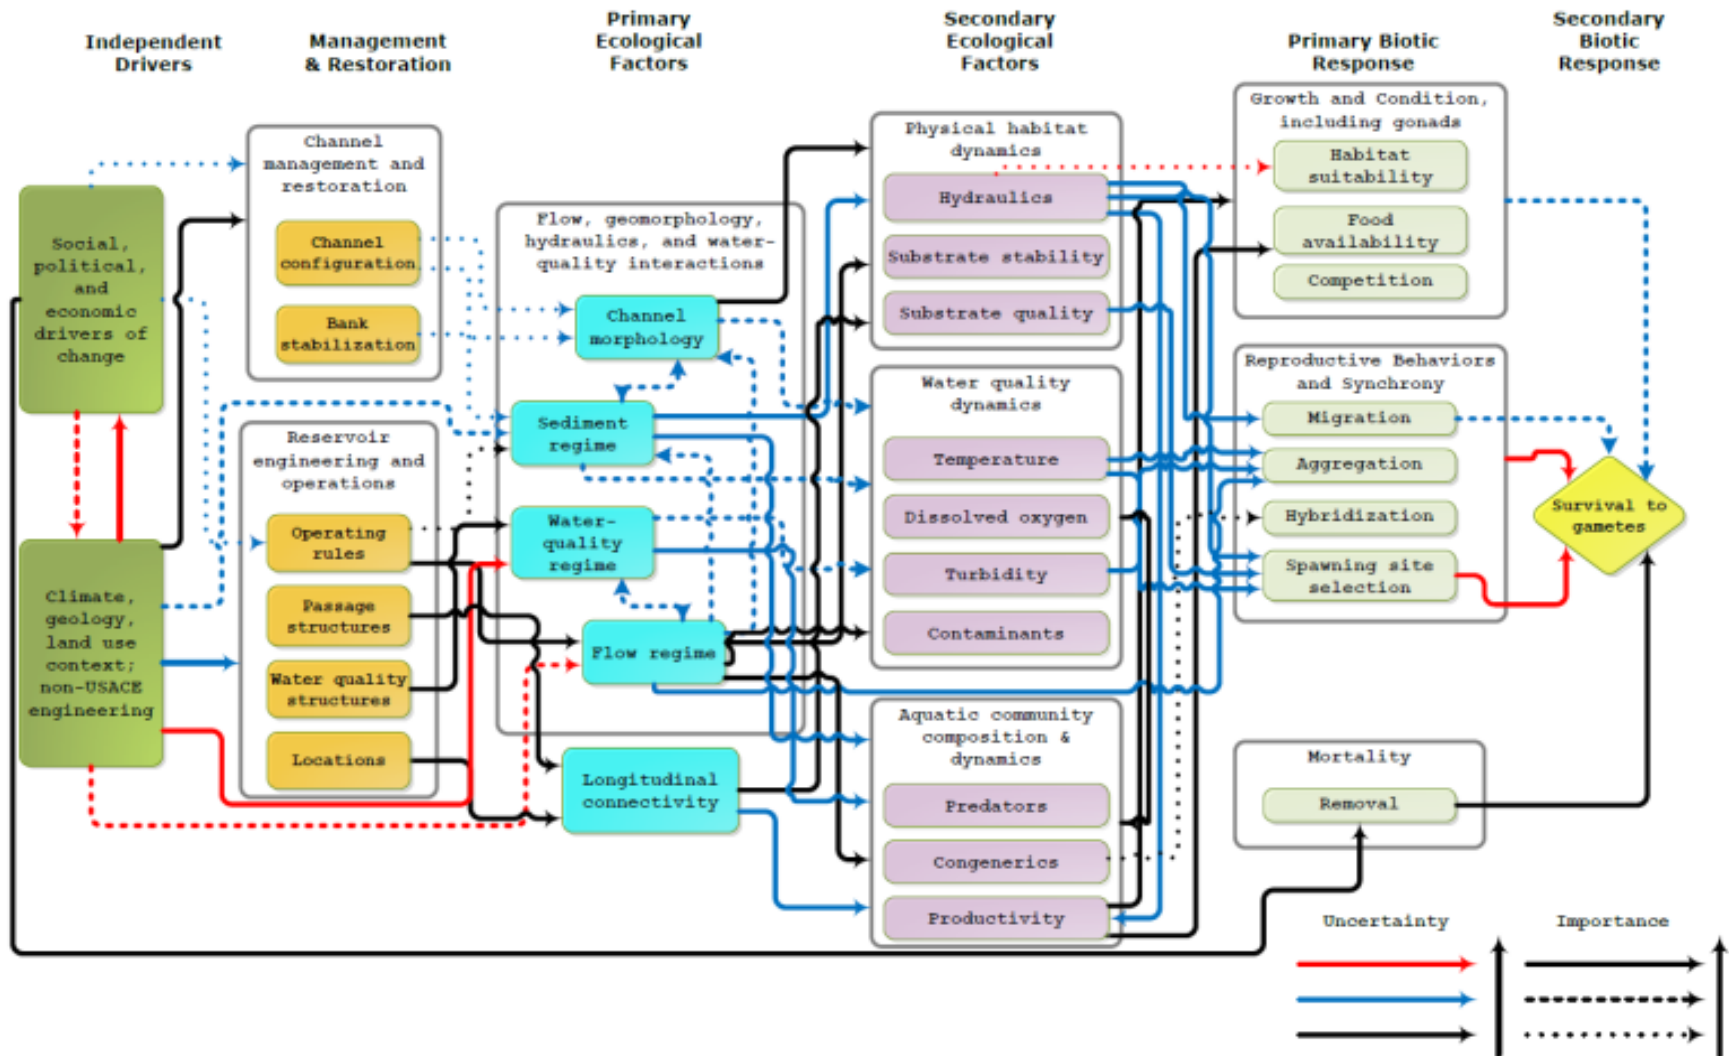 Independent
Drivers
Management
& Restoration
Primary
Ecological
Factors
Secondary
Ecological
Factors
Primary Biotic
Response
Secondary
Biotic
Response
Social,
political,
and
economic
drivers of
change
Climate,
geology,
land use
context;
non-USACE
engineering
Channel
management and
restoration
Channel
configuration
Bank
stabilization
Reservoir
engineering and
operations
Operating
rules
Passage
structures
Water quality
structures
Locations
Flow, geomorphology,
hydraulics, and water-
quality interactions
Channel
morphology
Sediment
regime
Water-
quality
regime
Flow regime
Longitudinal
connectivity
Physical habitat
dynamics
Hydraulics
Substrate stability
Substrate quality
Water quality
dynamics
Temperature
Dissolved oxygen
Turbidity
Contaminants
Aquatic community
composition &
dynamics
Predators
Congenerics
Productivity
Growth and Condition,
including gonads
Habitat
suitability
Food
availability
Competition
Reproductive Behaviors
and Synchrony
Migration
Aggregation
Hybridization
Spawning site
selection
Mortality
Removal
Survival to
gametes
Uncertainty
Importance